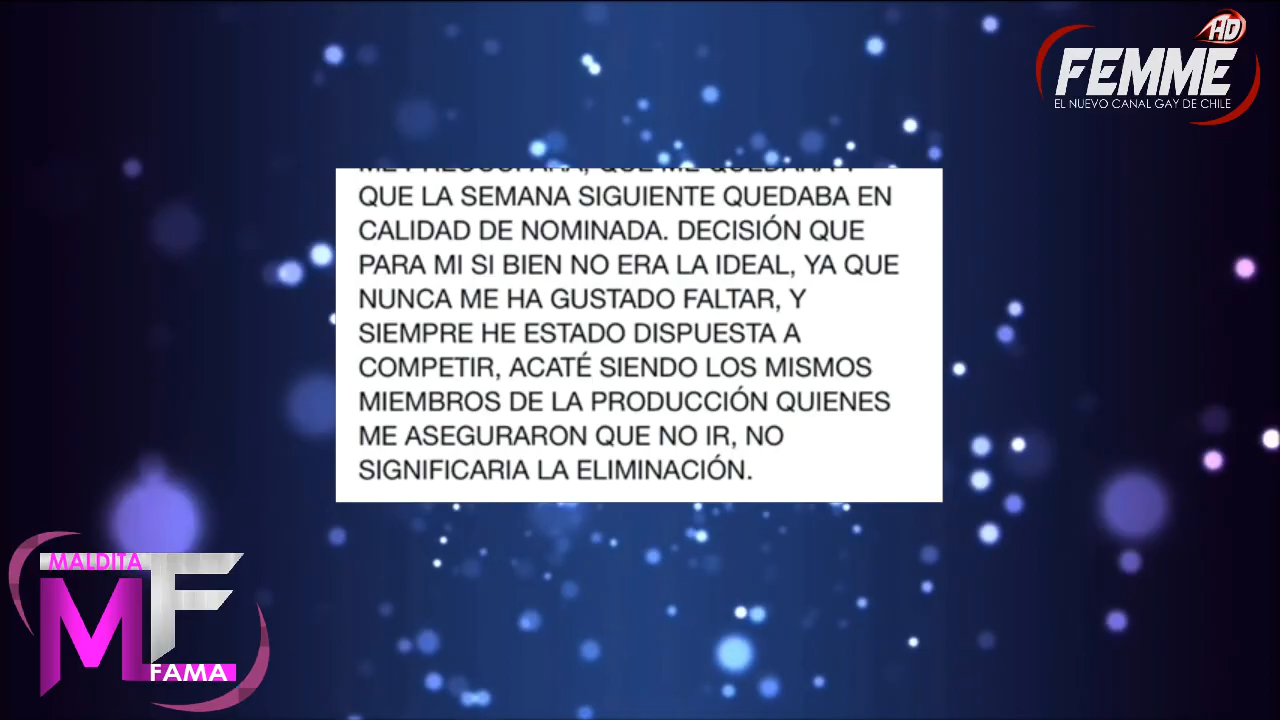 HD
FEMME
EL NUEVO CANAL GAY DE CHILE
QUE LA SEMANA SIGUIENTE QUEDABA EN
CALIDAD DE NOMINADA. DECISIÓN QUE
PARA MI SI BIEN NO ERA LA IDEAL, YA QUE
NUNCA ME HA GUSTADO FALTAR, Y
SIEMPRE HE ESTADO DISPUESTA A
COMPETIR, ACATÉ SIENDO LOS MISMOS
MIEMBROS DE LA PRODUCCIÓN QUIENES
ME ASEGURARON QUE NO IR, NO
SIGNIFICARIA LA ELIMINACIÓN.
MALDITA
MF
FAMA